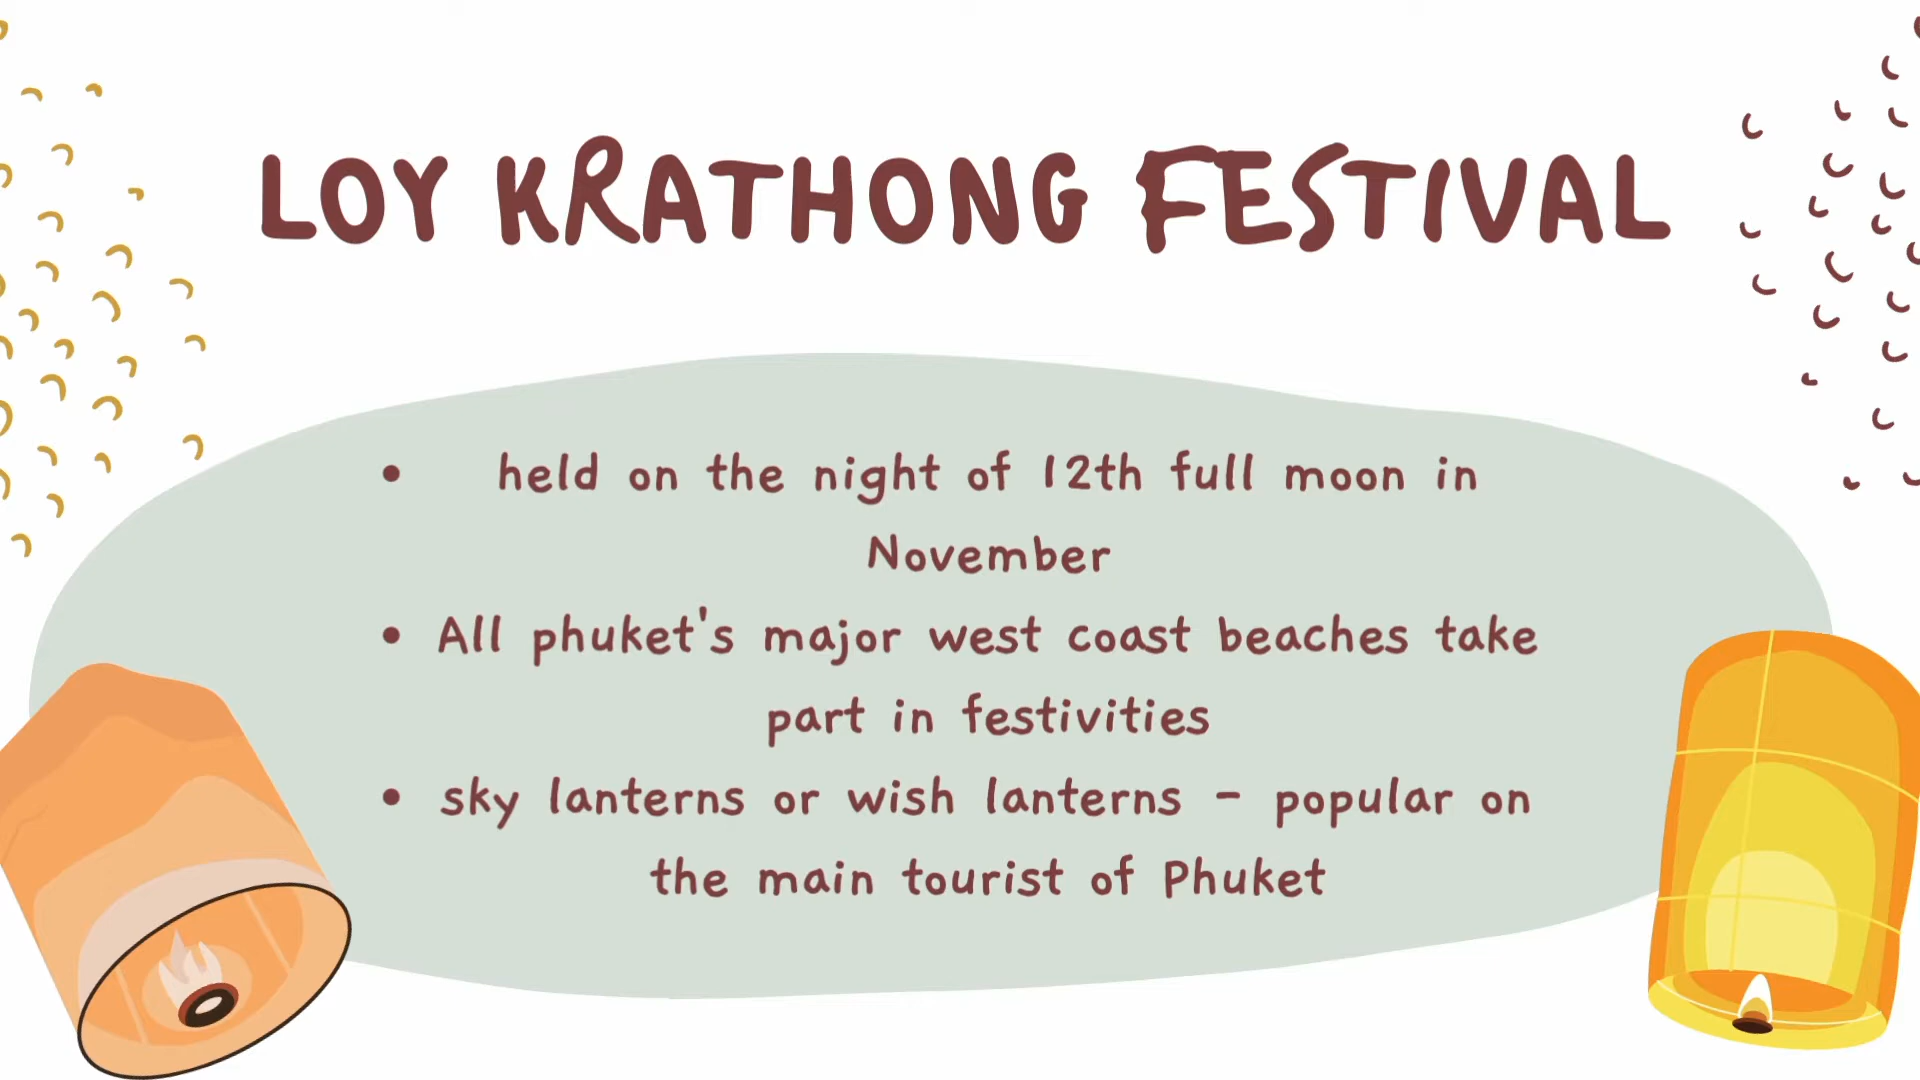 LOY KRATHONG FESTIVAL
• held on the night of 12th full moon in
November
• All phuket's major west coast beaches take
part in festivities
• sky lanterns or wish lanterns - popular on
the main tourist of Phuket